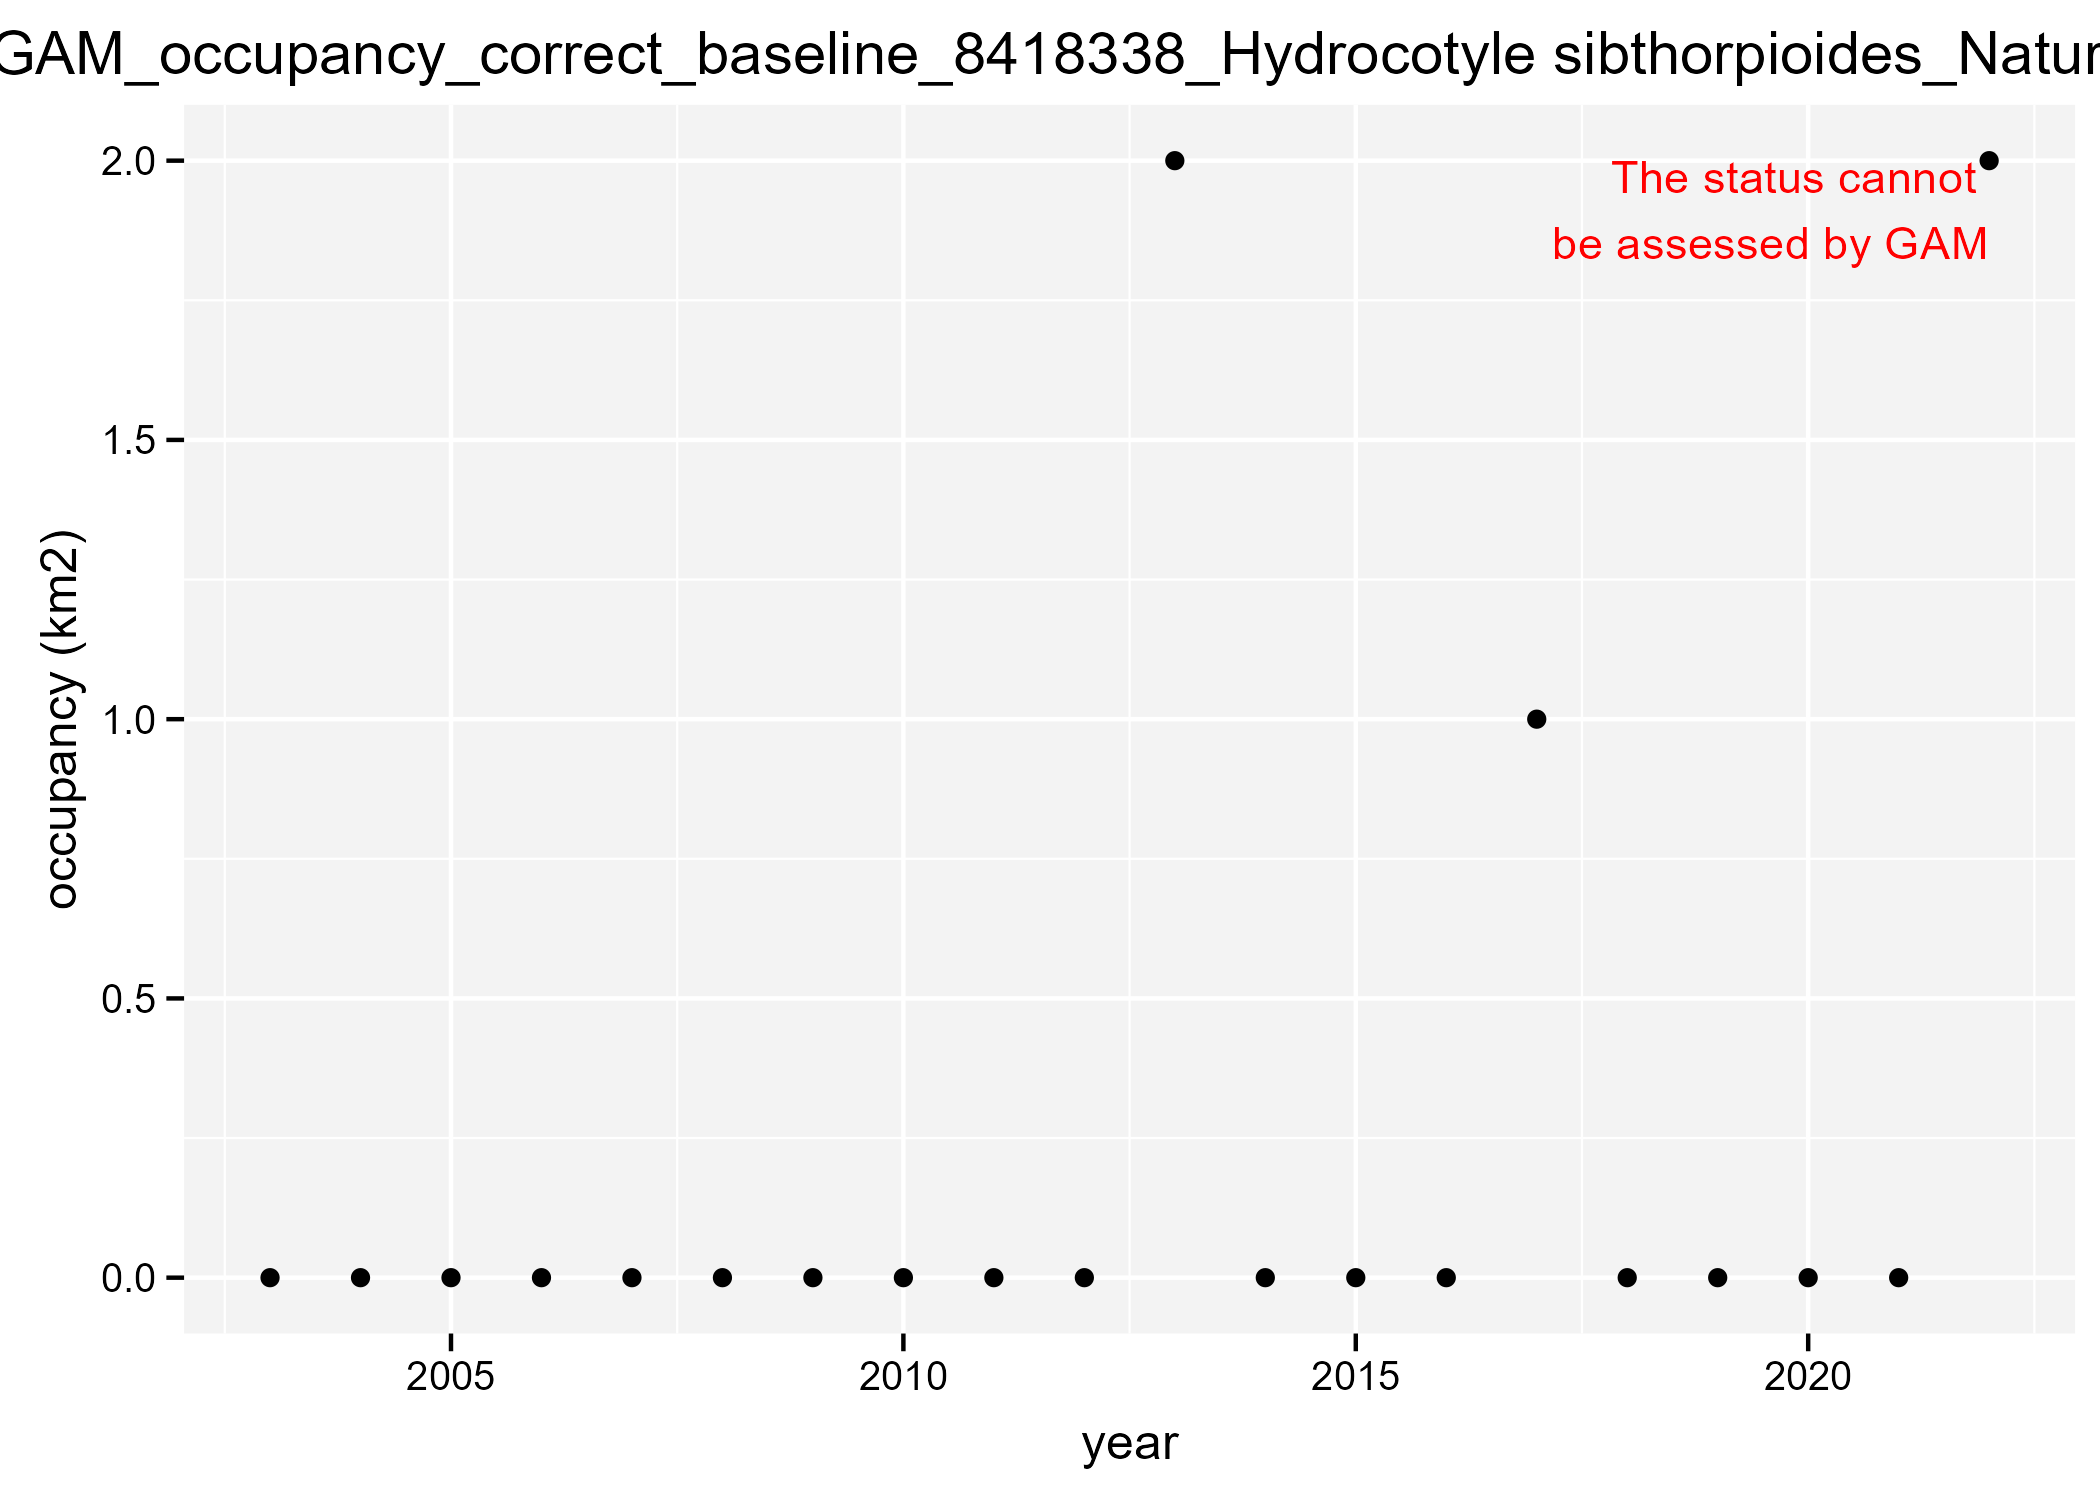 GAM_occupancy_correct_baseline_8418338_Hydrocotyle sibthorpioides_Natur
2.0
The status cannot
be assessed by GAM
1.5
occupancy (km2)
1.0
0.5
0.0
2005 2010 2015 2020
year